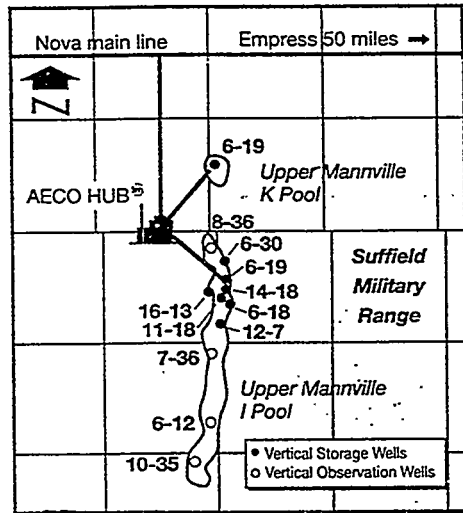 Nova main line
Empress 50 miles
N
6-19
Upper Mannville
K Pool
AECO HUB
8-36
6-30
6-19
14-18
16-13
6-18
11-18
12-7
Suffield
Military
Range
7-36
Upper Mannville
I Pool
6-12
10-35
Vertical Storage Wells
Vertical Observation Wells